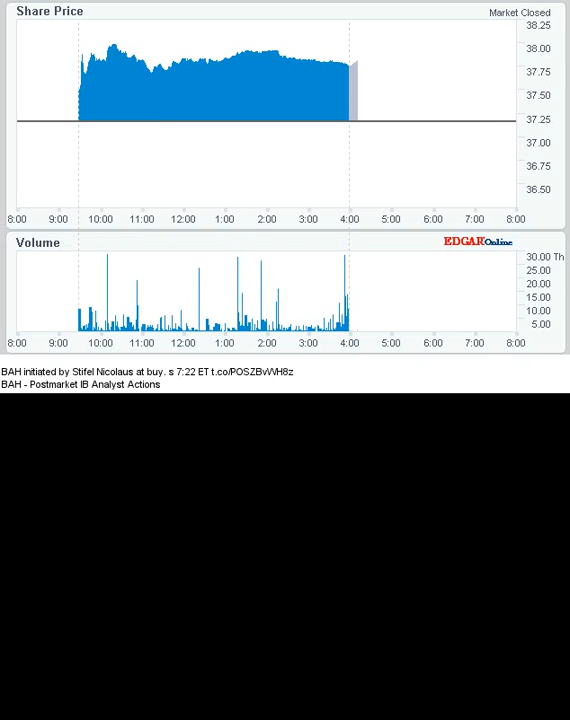 Share Price
Market Closed
38.25
38.00
37.75
37.50
37.25
37.00
36.75
36.50
8:00 9:00 10:00 11:00 12:00 1:00 2:00 3:00 4:00 5:00 6:00 7:00 8:00
Volume
EDGAROnline
30.00 Th
25.00
20.00
15.00
10.00
5.00
8:00 9:00 10:00 11:00 12:00 1:00 2:00 3:00 4:00 5:00 6:00 7:00 8:00
BAH initiated by Stifel Nicolaus at buy. s 7:22 ET
BAH - Postmarket IB Analyst Actions